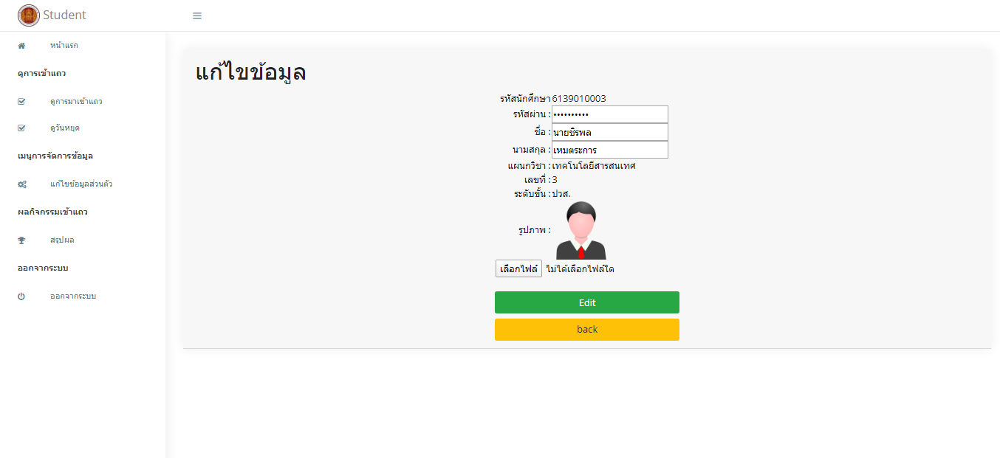 Student
หน้าแรก
ดูการเข้าแถว
ดูการมาเข้าแถว
ดูวันหยุด
เมนูการจัดการข้อมูล
แก้ไขข้อมูลส่วนตัว
ผลกิจกรรมเข้าแถว
สรุปผล
ออกจากระบบ
ออกจากระบบ
แก้ไขข้อมูล
รหัสนักศึกษา 6139010003
รหัสผ่าน : ••••••••••
ชื่อ : นายชิรพล
นามสกุล : เหมตระการ
แผนกวิชา : เทคโนโลยีสารสนเทศ
เลขที่ : 3
ระดับขั้น : ปวส.
รูปภาพ :
เลือกไฟล์ ไม่ได้เลือกไฟล์ใด
Edit
back